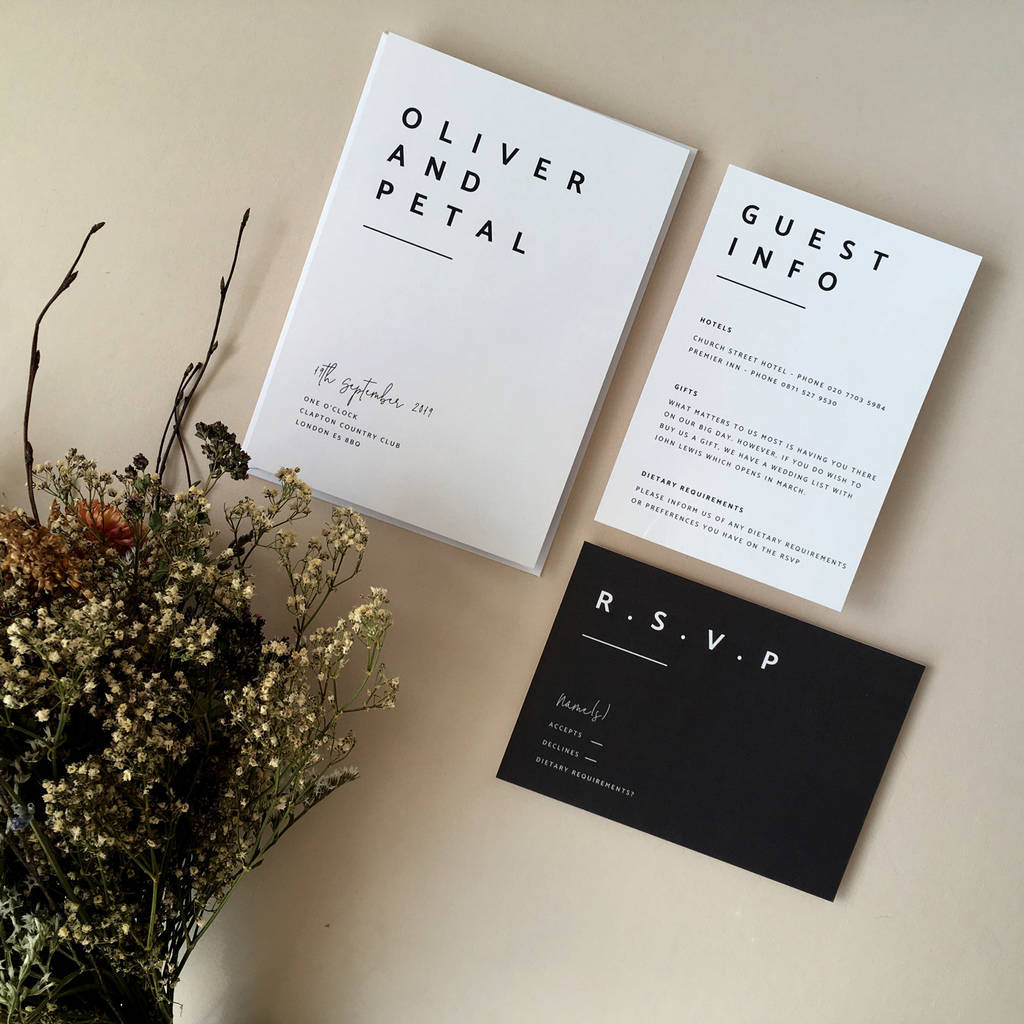 OLIVER
AND
PETAL
19th September 2019
ONE O'CLOCK
CLAPTON COUNTRY CLUB
LONDON E5 8BQ
GUEST
INFO
HOTELS
CHURCH STREET HOTEL - PHONE 020 7703 5984
PREMIER INN - PHONE 0871 527 9530
GIFTS
WHAT MATTERS TO US MOST IS HAVING YOU THERE
ON OUR BIG DAY. HOWEVER, IF YOU DO WISH TO
BUY US A GIFT, WE HAVE A WEDDING LIST WITH
JOHN LEWIS WHICH OPENS IN MARCH.
DIETARY REQUIREMENTS
PLEASE INFORM US OF ANY DIETARY REQUIREMENTS
OR PREFERENCES YOU HAVE ON THE RSVP
R.S.V.P
Name(s)
ACCEPTS
DECLINES
DIETARY REQUIREMENTS?